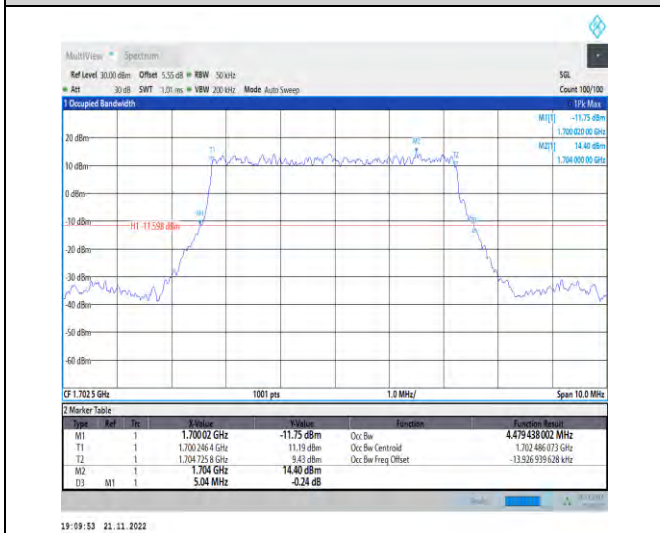 MultiView Spectrum
Ref Level 30.00 dBm Offset 5.55 dB RBW 50 kHz SGL
Att 30 dB SWT 1.01 ms VBW 200 kHz Mode Auto Sweep Count 100/100
1 Occupied Bandwidth 1Pk Max
M1[1] -11.75 dBm
1.700 020 00 GHz
M2[1] 14.40 dBm
1.704 000 00 GHz
20 dBm
T1 M2 T2
10 dBm
0 dBm
M1
-10 dBm
H1 -11.598 dBm
-20 dBm
-30 dBm
-40 dBm
-50 dBm
-60 dBm
CF 1.702 5 GHz 1001 pts 1.0 MHz/ Span 10.0 MHz
2 Marker Table
Type Ref Trc X-Value Y-Value Function Function Result
M1 1 1.700 02 GHz -11.75 dBm Occ Bw 4.479 438 002 MHz
T1 1 1.700 246 4 GHz 11.19 dBm Occ Bw Centroid 1.702 486 073 GHz
T2 1 1.704 725 8 GHz 9.43 dBm Occ Bw Freq Offset -13.926 939 628 kHz
M2 1 1.704 GHz 14.40 dBm
D3 M1 1 5.04 MHz -0.24 dB
19:09:53 21.11.2022